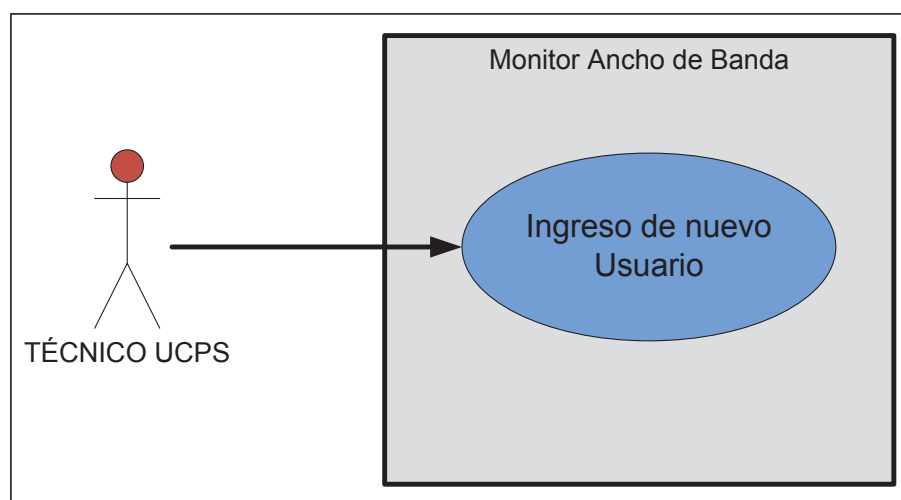 Monitor Ancho de Banda
Ingreso de nuevo
Usuario
TÉCNICO UCPS